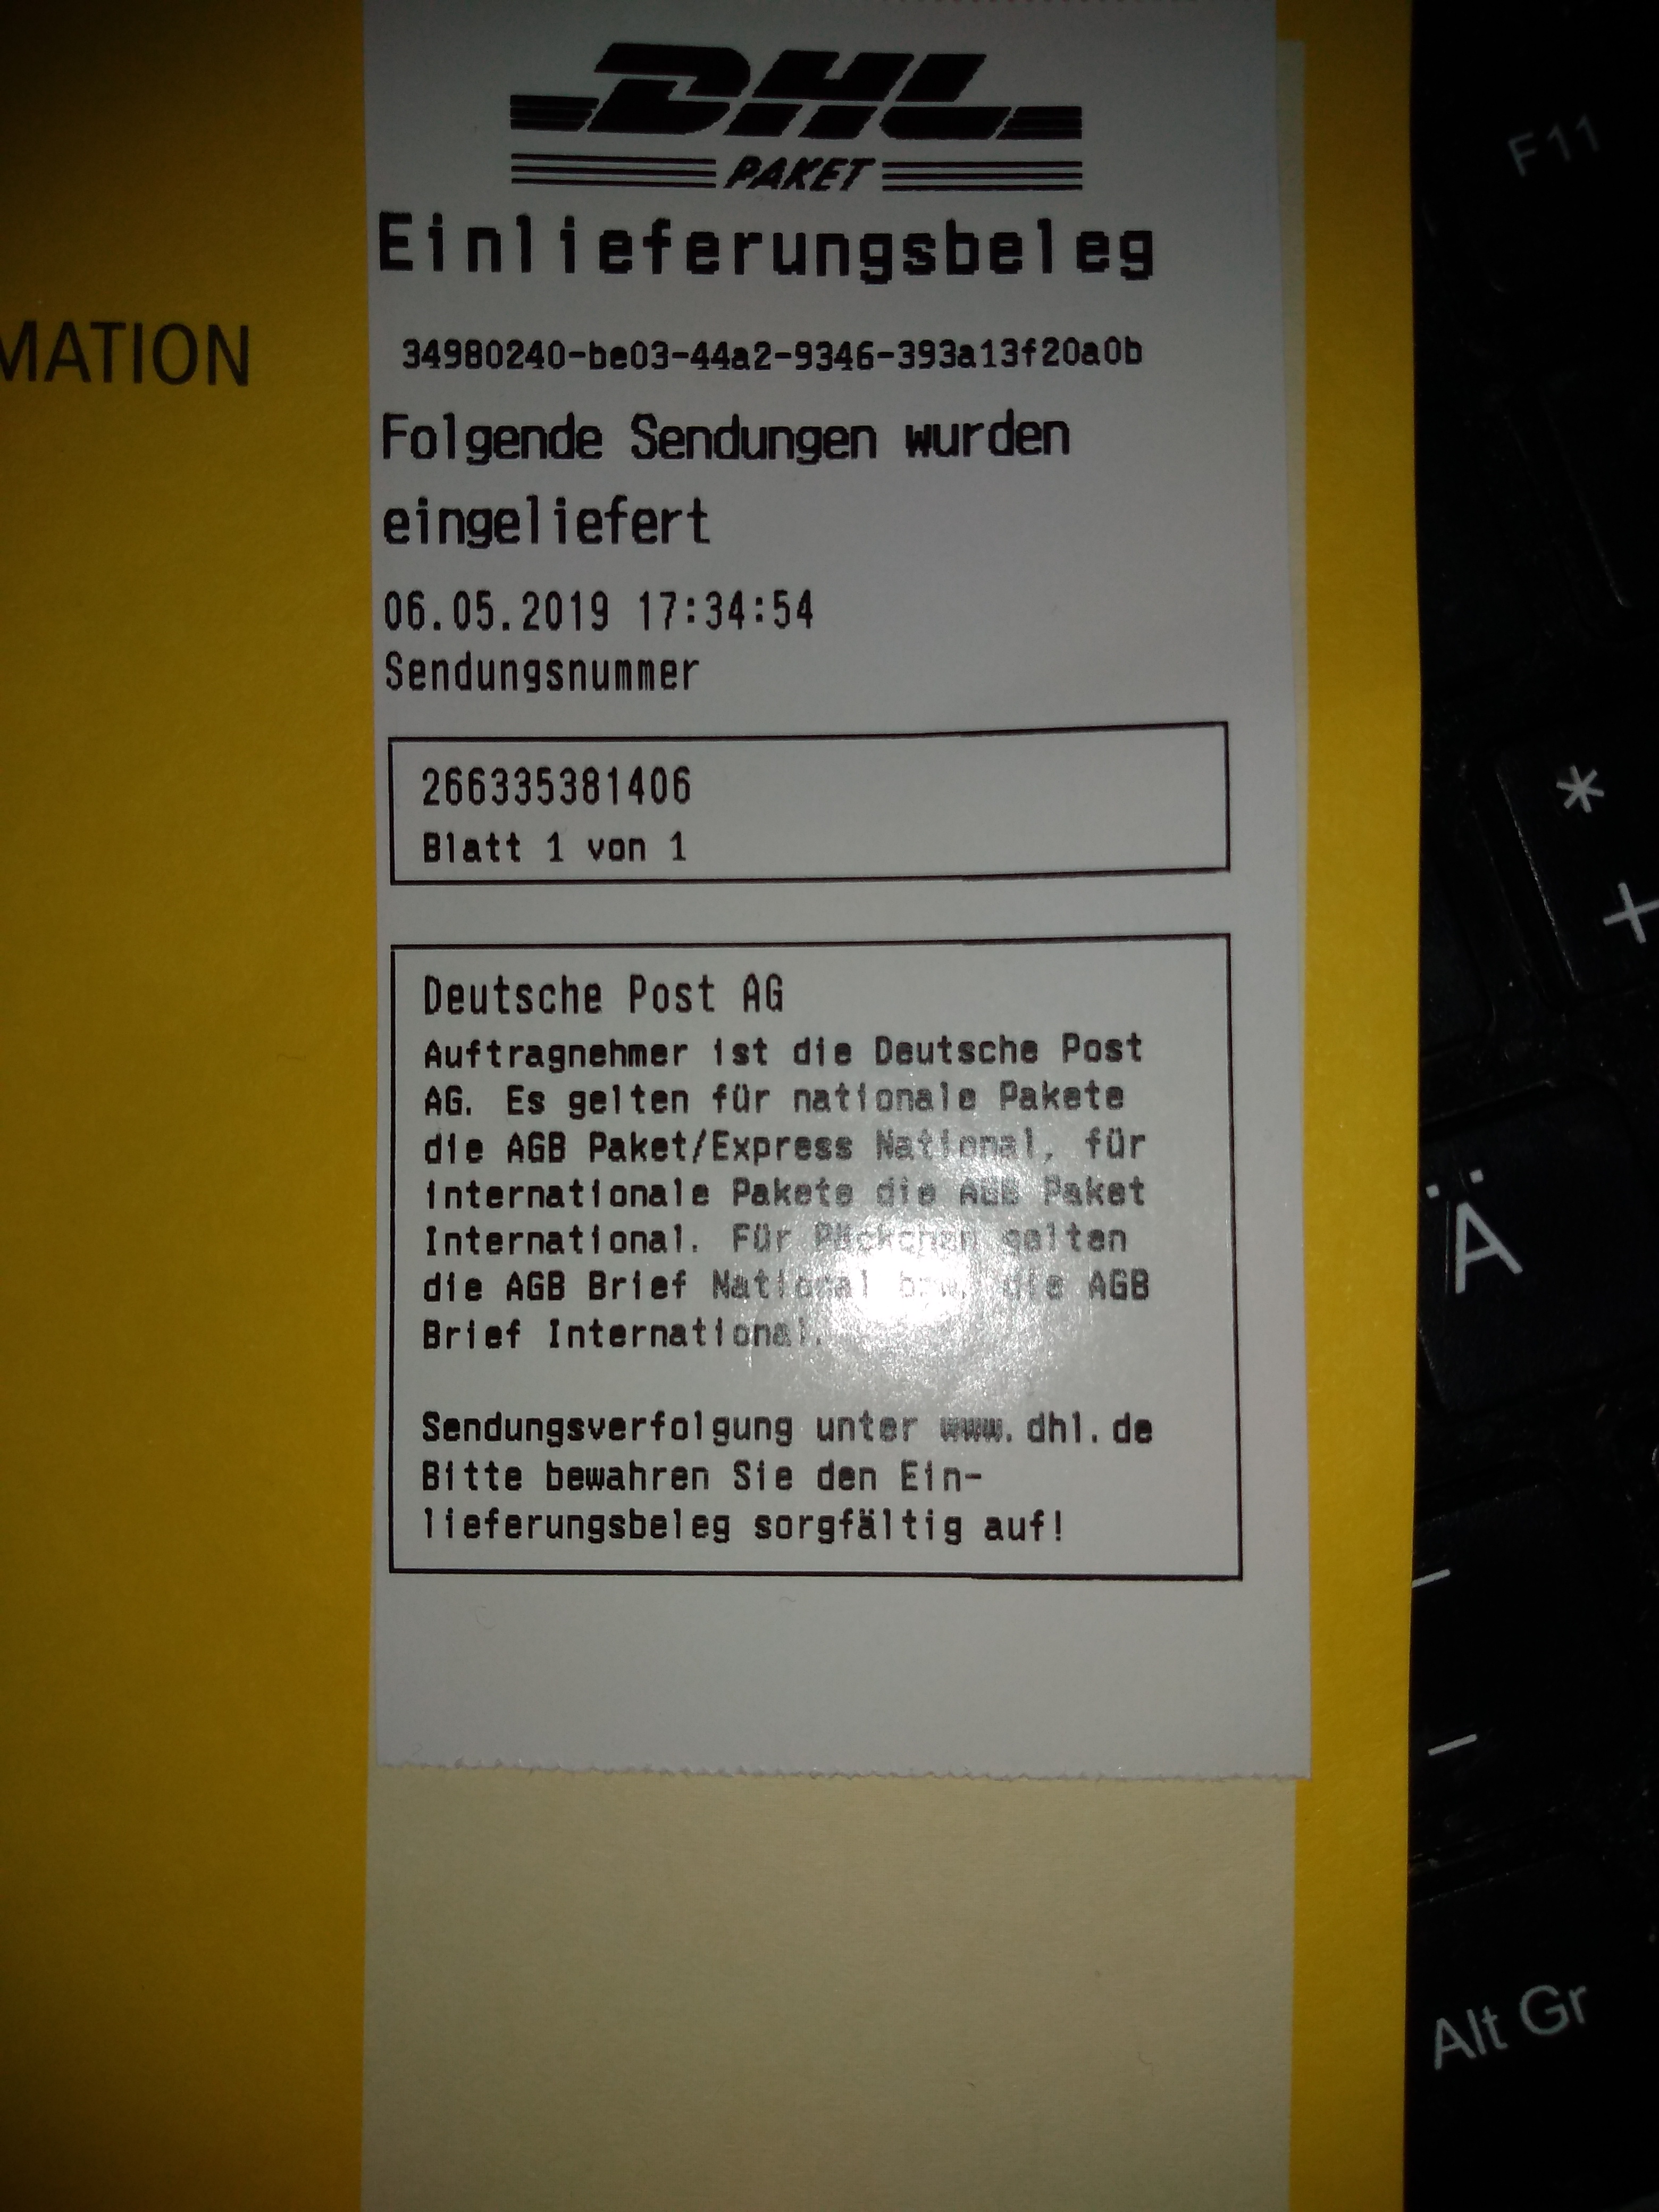 DHL
PAKET
Einlieferungsbeleg
34980240-be03-44a2-9346-393a13f20a0b
Folgende Sendungen wurden
eingeliefert
06.05.2019 17:34:54
Sendungsnummer
266335381406
Blatt 1 von 1
Deutsche Post AG
Auftragnehmer ist die Deutsche Post
AG. Es gelten für nationale Pakete
die AGB Paket/Express National, für
internationale Pakete die AGB Paket
International. Für Päckchen gelten
die AGB Brief National bzw. die AGB
Brief International.
Sendungsverfolgung unter www.dhl.de
Bitte bewahren Sie den Ein-
lieferungsbeleg sorgfältig auf!
MATION
F11
*
+
Ä
-
Alt Gr